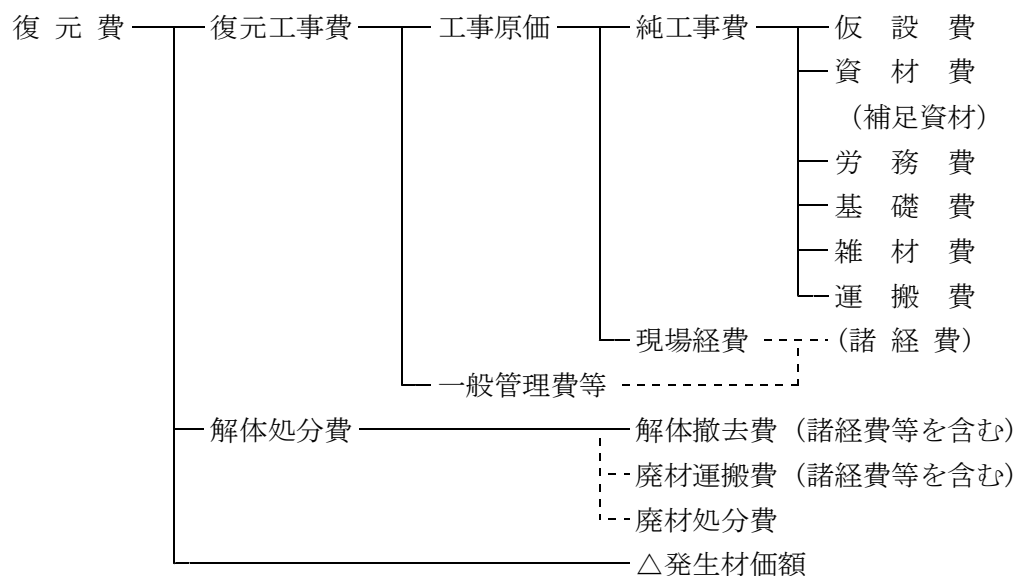 復 元 費 復元工事費 工事原価 純工事費 仮 設 費
資 材 費
（補足資材）
労 務 費
基 礎 費
雑 材 費
運 搬 費
現場経費 （諸 経 費）
一般管理費等
解体処分費 解体撤去費（諸経費等を含む）
廃材運搬費（諸経費等を含む）
廃材処分費
△発生材価額